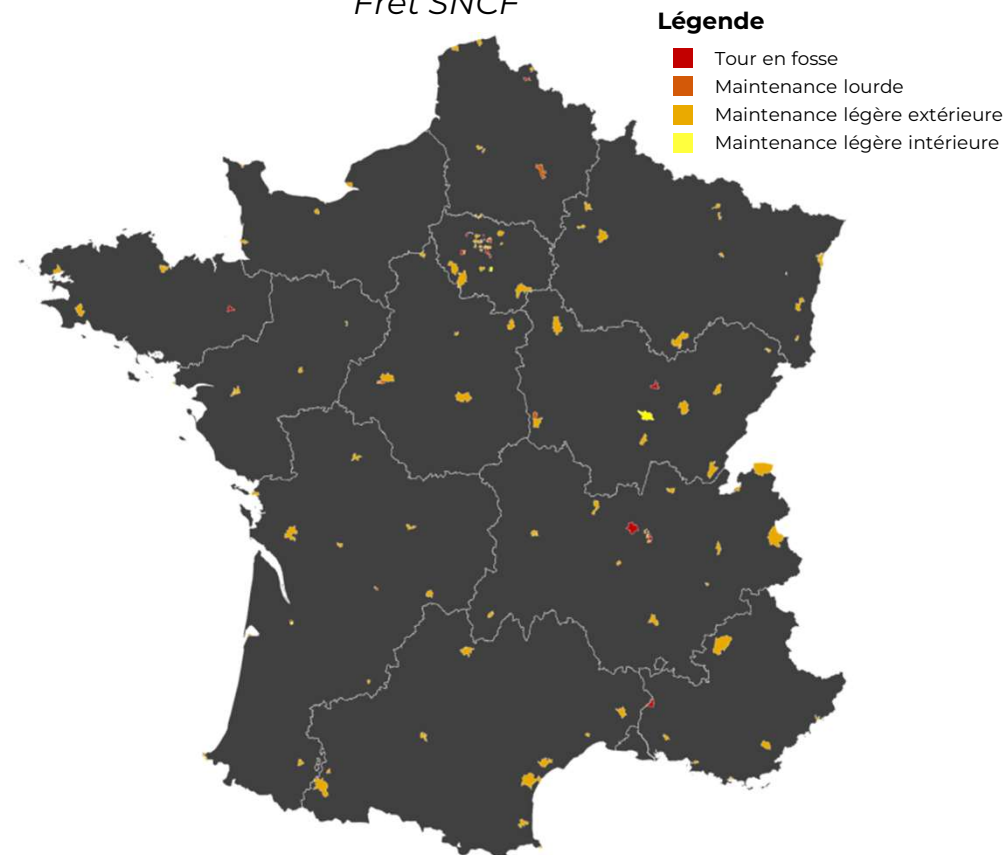 Fret SNCF
Légende
Tour en fosse
Maintenance lourde
Maintenance légère extérieure
Maintenance légère intérieure